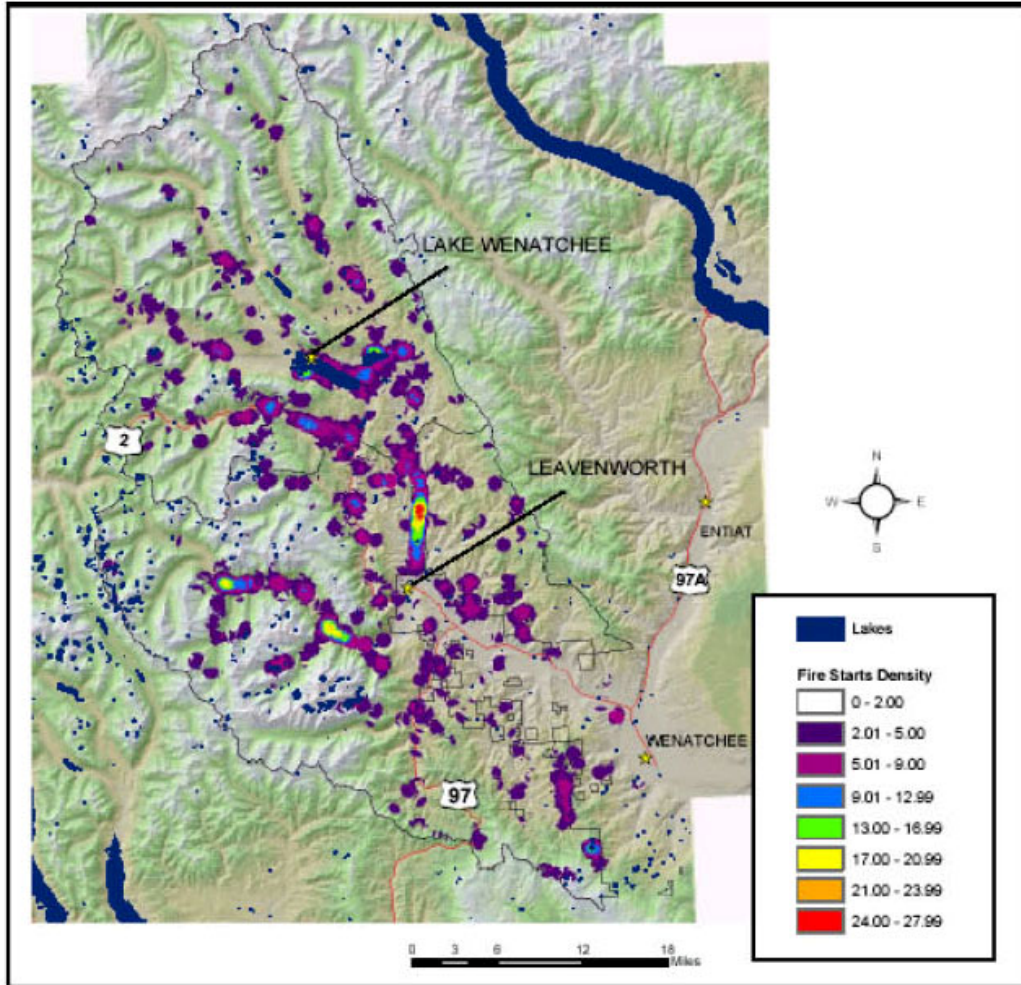 LAKE WENATCHEE
2
LEAVENWORTH
N
W
E
S
ENTIAT
97A
Lakes
Fire Starts Density
0 - 2.00
2.01 - 5.00
5.01 - 9.00
9.01 - 12.99
13.00 - 16.99
17.00 - 20.99
21.00 - 23.99
24.00 - 27.99
WENATCHEE
97
0 3 6 12 18
Miles